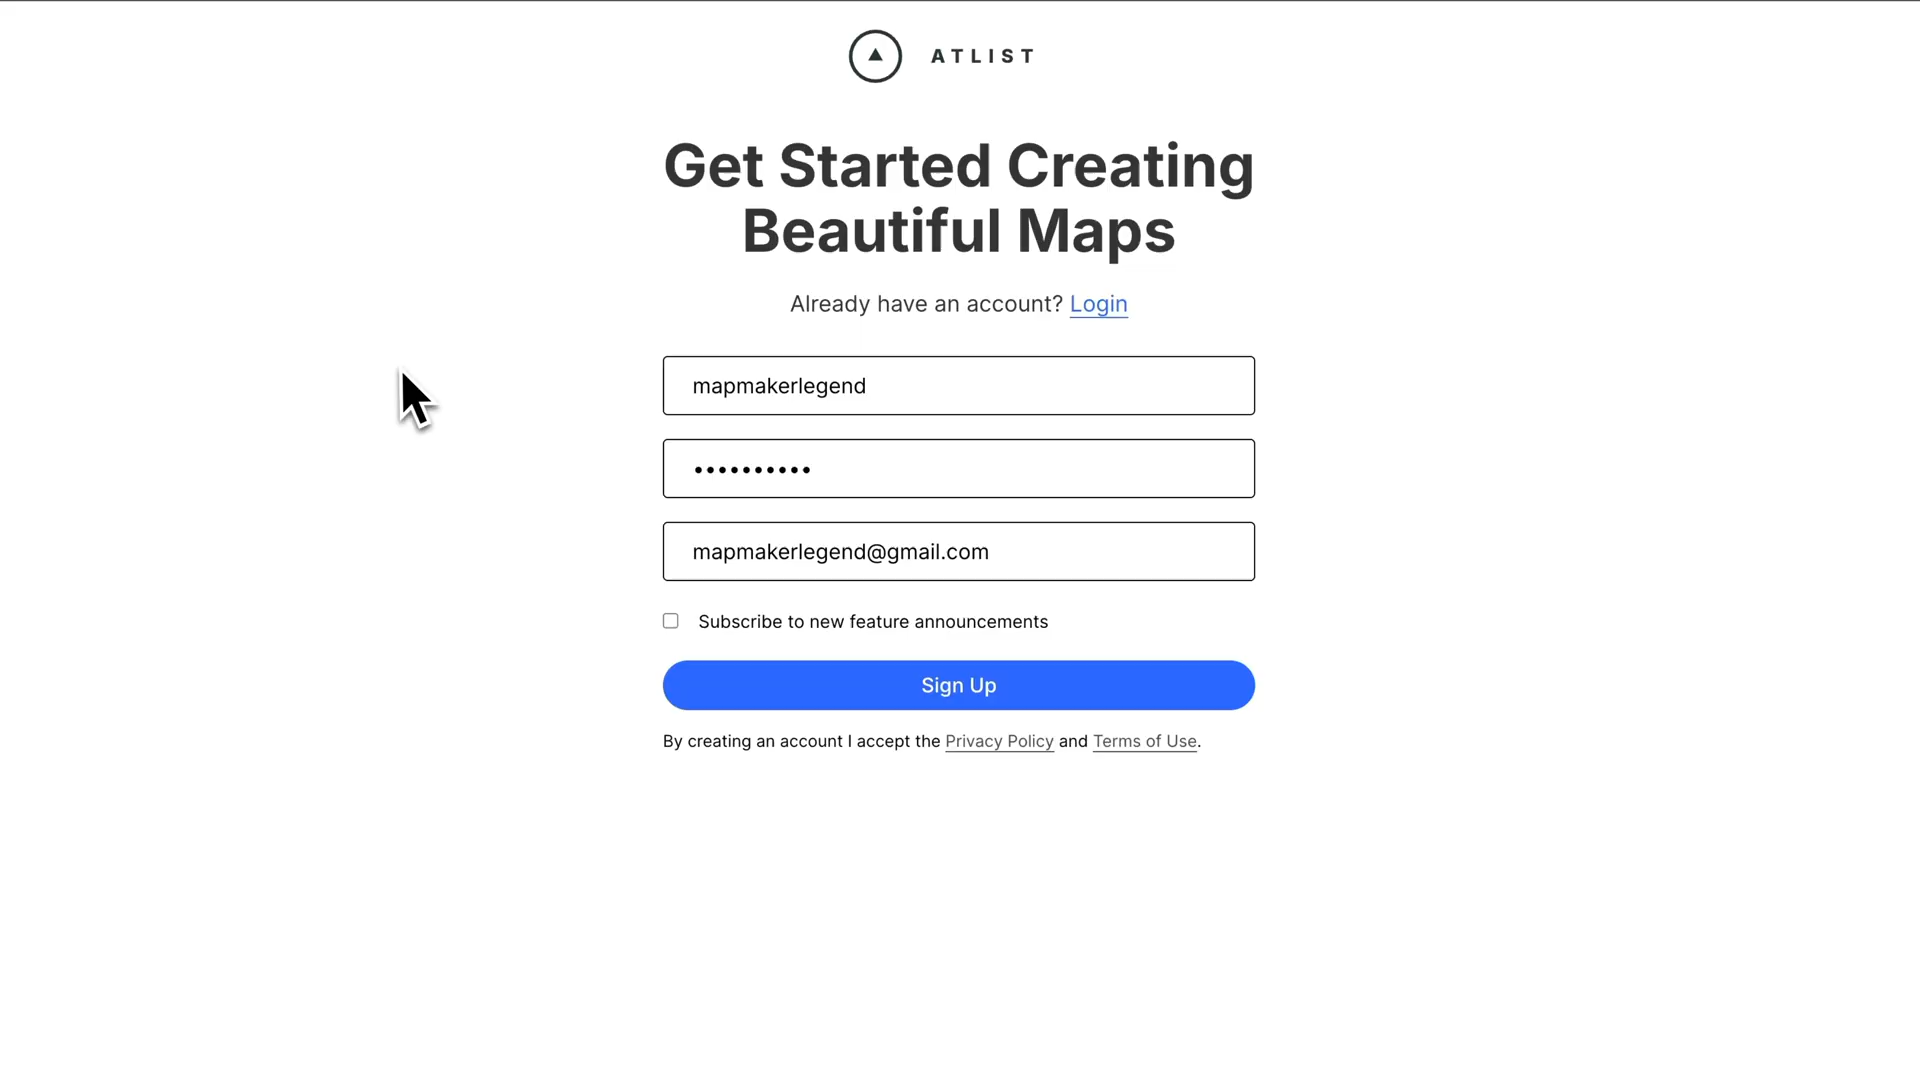 ATLIST
Get Started Creating
Beautiful Maps
Already have an account? Login
mapmakerlegend
••••••••••
mapmakerlegend@gmail.com
Subscribe to new feature announcements
Sign Up
By creating an account I accept the Privacy Policy and Terms of Use.